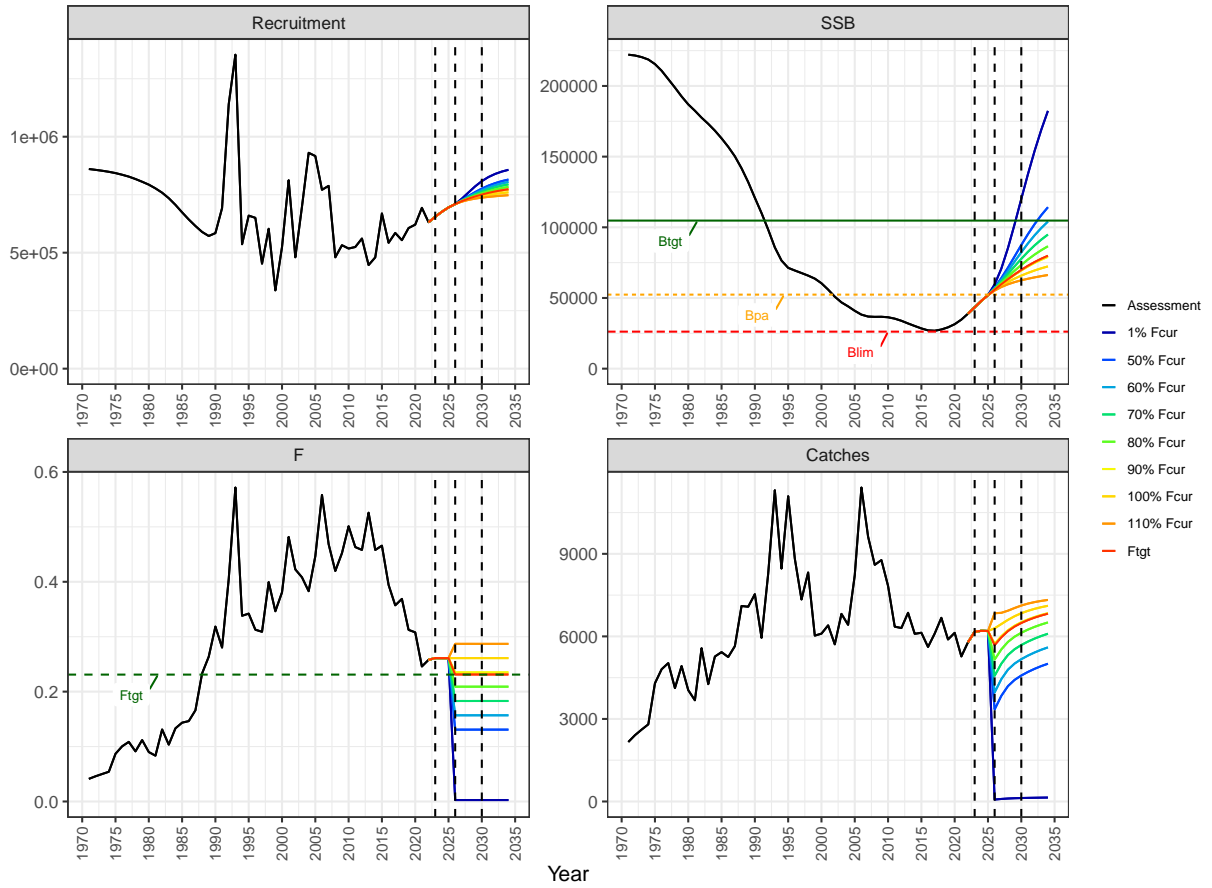 Recruitment
1e+06
5e+05
0e+00
1970 1975 1980 1985 1990 1995 2000 2005 2010 2015 2020 2025 2030 2035
SSB
200000
150000
100000
50000
0
Btgt
Bpa
Blim
1970 1975 1980 1985 1990 1995 2000 2005 2010 2015 2020 2025 2030 2035
F
0.6
0.4
0.2
0.0
Ftgt
1970 1975 1980 1985 1990 1995 2000 2005 2010 2015 2020 2025 2030 2035
Catches
9000
6000
3000
0
1970 1975 1980 1985 1990 1995 2000 2005 2010 2015 2020 2025 2030 2035
Year
Assessment
1% Fcur
50% Fcur
60% Fcur
70% Fcur
80% Fcur
90% Fcur
100% Fcur
110% Fcur
Ftgt